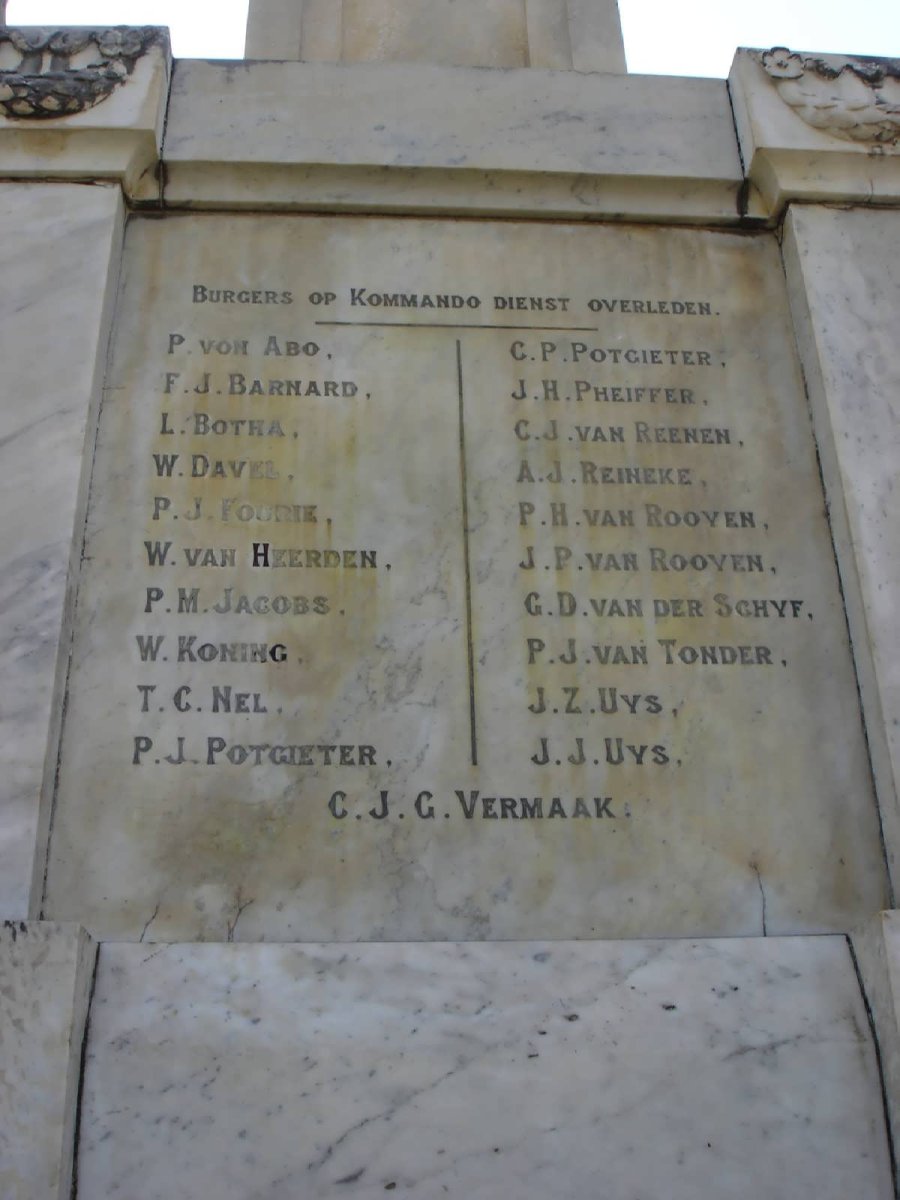 BURGERS OP KOMMANDO DIENST OVERLEDEN.
P. VON ABO,
F. J. BARNARD,
L. BOTHA,
W. DAVEL,
P. J. FOURIE,
W. VAN HEERDEN,
P. M. JACOBS,
W. KONING,
T. C. NEL,
P. J. POTGIETER,
C. P. POTGIETER,
J. H. PHEIFFER,
C. J. VAN REENEN,
A. J. REINEKE,
P. H. VAN ROOYEN,
J. P. VAN ROOYEN,
G. D. VAN DER SCHYF,
P. J. VAN TONDER,
J. Z. UYS,
J. J. UYS,
C. J. G. VERMAAK.